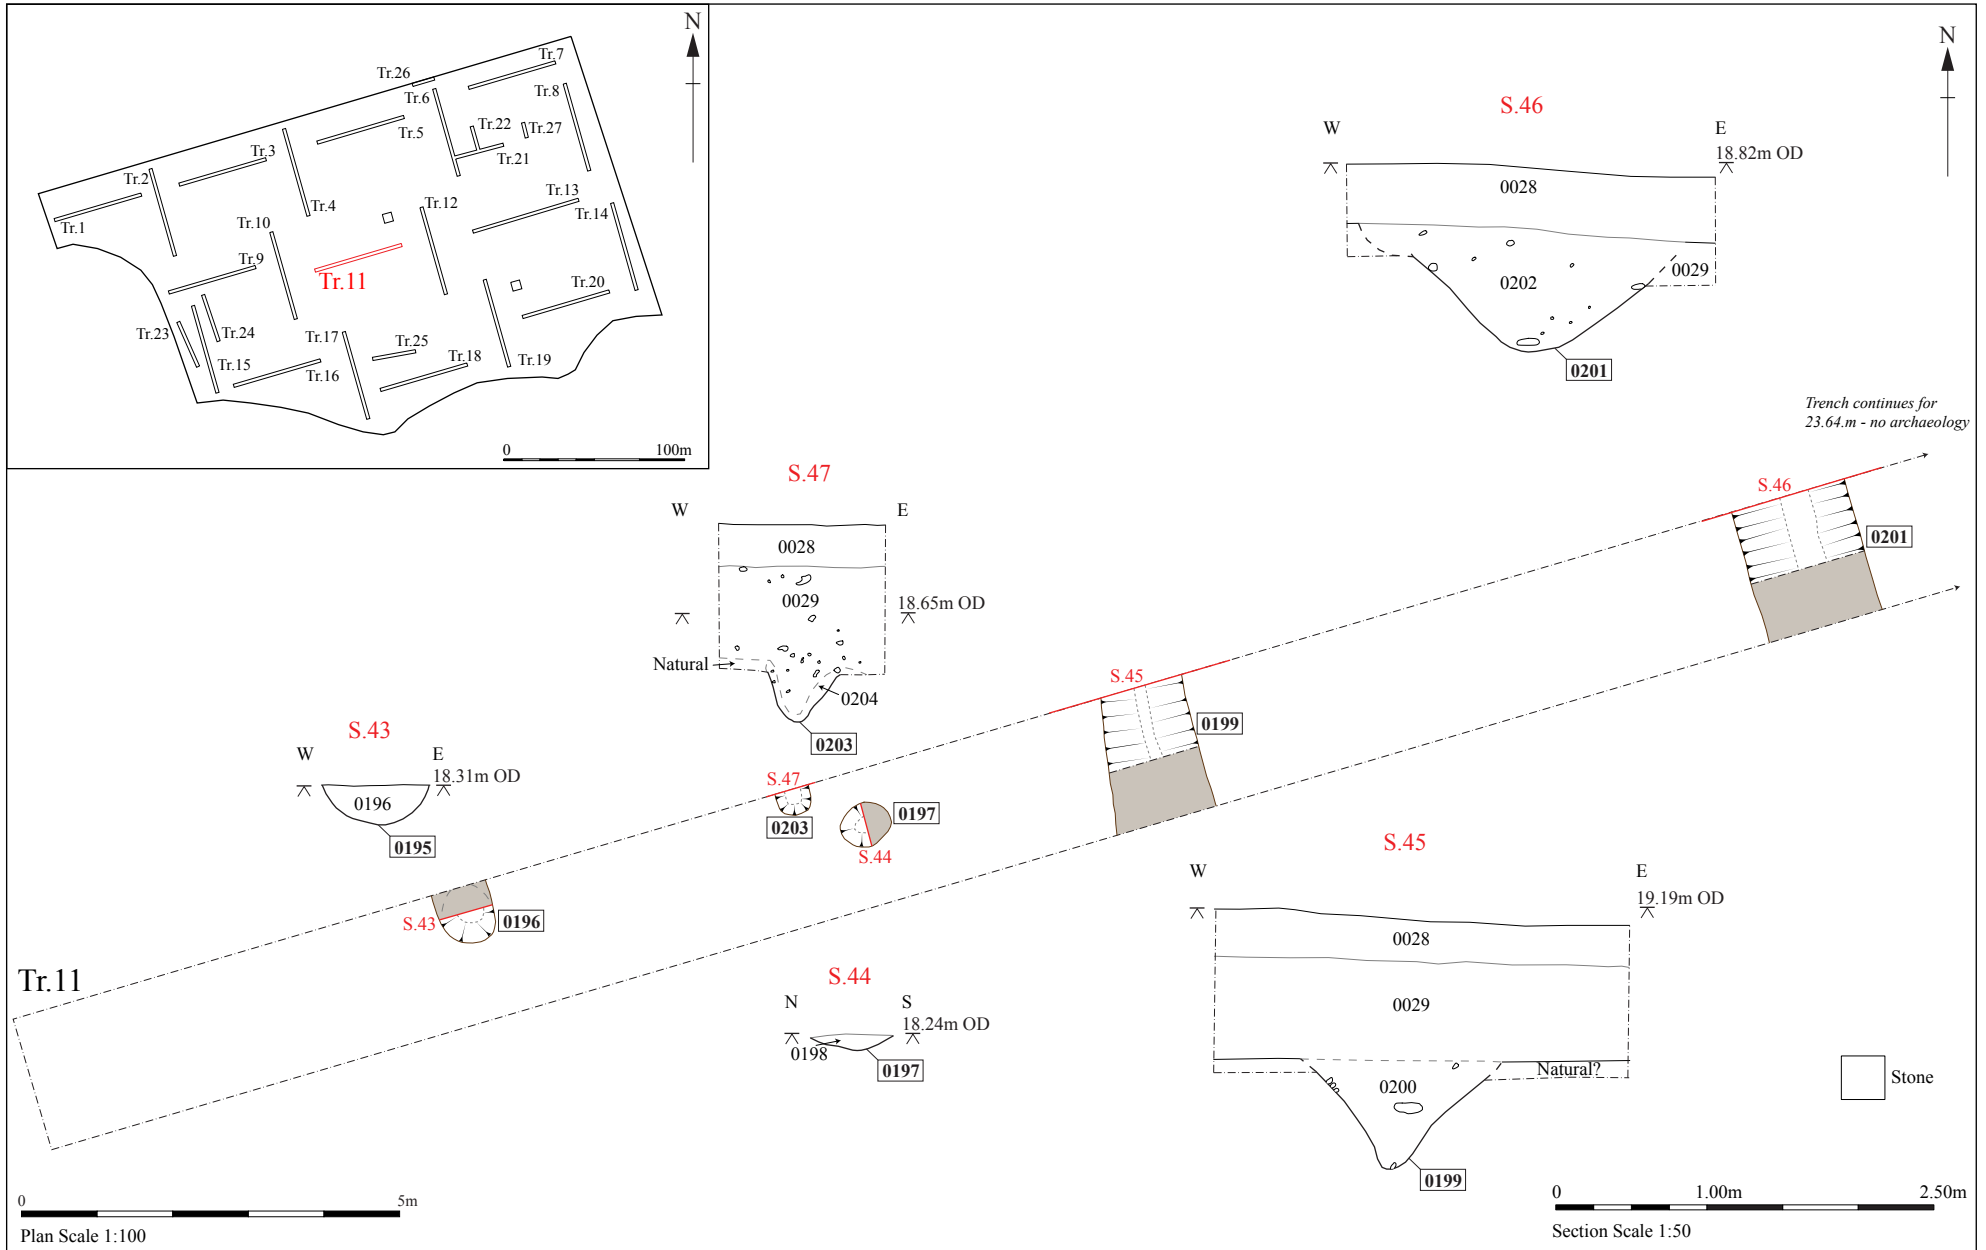 N
Tr.7
Tr.26
Tr.6
Tr.8
Tr.22
Tr.27
Tr.5
Tr.21
Tr.3
Tr.2
Tr.13
Tr.12
Tr.14
Tr.4
Tr.10
Tr.1
Tr.9
Tr.11
Tr.20
Tr.23
Tr.24
Tr.17
Tr.25
Tr.18
Tr.19
Tr.15
Tr.16
0 100m
N
S.46
W E
18.82m OD
0028
0029
0202
0201
Trench continues for
23.64.m - no archaeology
S.47
W E
0028
0029
18.65m OD
Natural
0204
0203
S.46
0201
S.45
0199
S.43
W E
18.31m OD
0196
0195
S.47
0203
0197
S.44
S.43
0196
S.45
W E
19.19m OD
0028
0029
Natural?
0200
0199
Tr.11
S.44
N S
18.24m OD
0198
0197
Stone
0 5m
Plan Scale 1:100
0 1.00m 2.50m
Section Scale 1:50